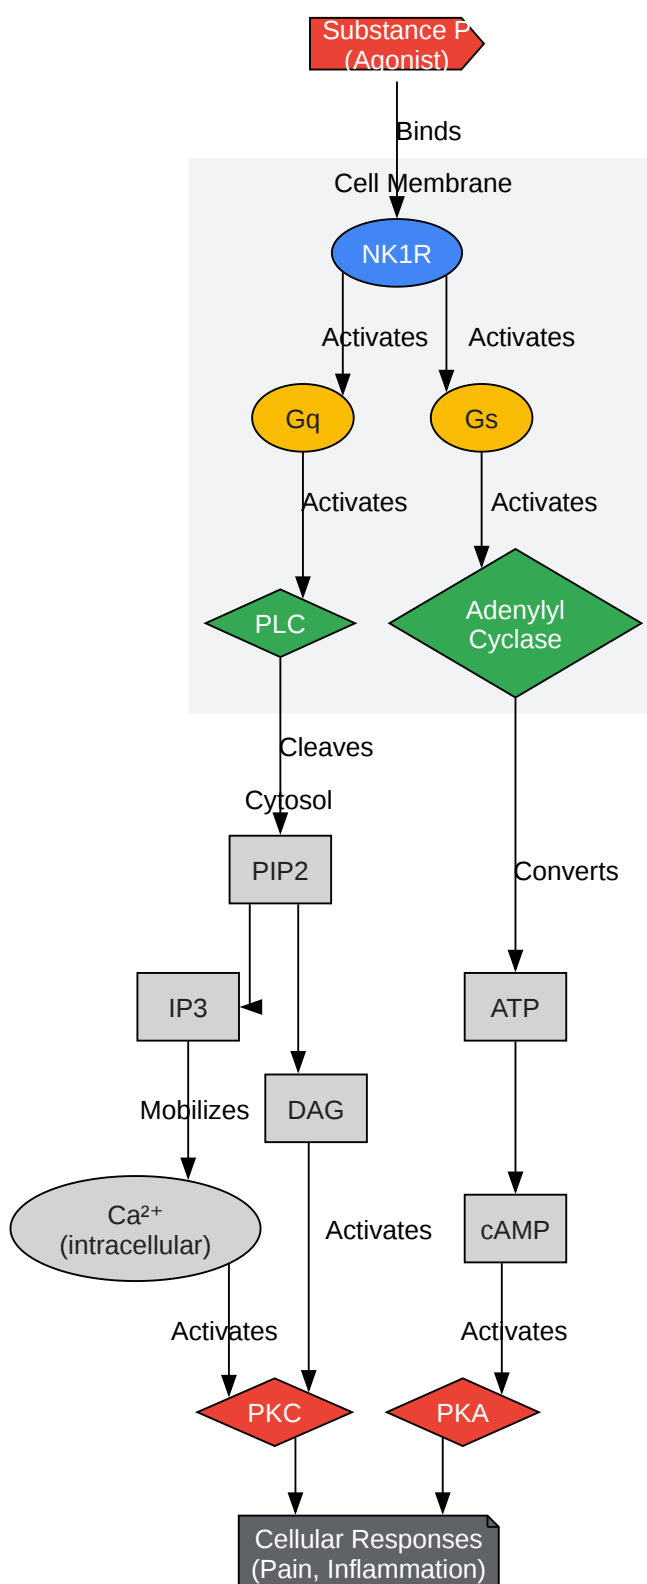 Substance P
(Agonist)
Binds
Cell Membrane
NK1R
Activates
Activates
Gq
Gs
Activates
Activates
PLC
Adenylyl
Cyclase
Cleaves
Cytosol
PIP2
Converts
IP3
ATP
Mobilizes
DAG
Ca²⁺
(intracellular)
Activates
cAMP
Activates
Activates
PKC
PKA
Cellular Responses
(Pain, Inflammation)